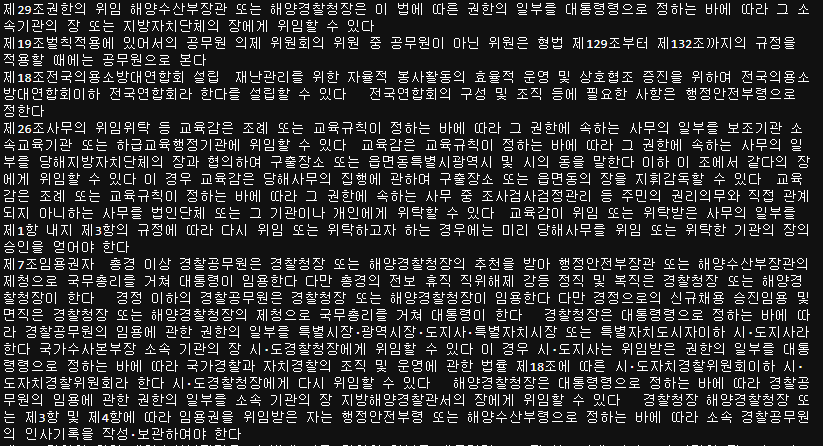 제29조권한의 위임 해양수산부장관 또는 해양경찰청장은 이 법에 따른 권한의 일부를 대통령령으로 정하는 바에 따라 그 소
속기관의 장 또는 지방자치단체의 장에게 위임할 수 있다
제19조벌칙적용에 있어서의 공무원 의제 위원회의 위원 중 공무원이 아닌 위원은 형법 제129조부터 제132조까지의 규정을
적용할 때에는 공무원으로 본다
제18조전국의용소방대연합회 설립  재난관리를 위한 자율적 봉사활동의 효율적 운영 및 상호협조 증진을 위하여 전국의용소
방대연합회이하 전국연합회라 한다를 설립할 수 있다  전국연합회의 구성 및 조직 등에 필요한 사항은 행정안전부령으로
정한다
제26조사무의 위임위탁 등 교육감은 조례 또는 교육규칙이 정하는 바에 따라 그 권한에 속하는 사무의 일부를 보조기관 소
속교육기관 또는 하급교육행정기관에 위임할 수 있다  교육감은 교육규칙이 정하는 바에 따라 그 권한에 속하는 사무의 일
부를 당해지방자치단체의 장과 협의하여 구출장소 또는 읍면동특별시광역시 및 시의 동을 말한다 이하 이 조에서 같다의 장
에게 위임할 수 있다 이 경우 교육감은 당해사무의 집행에 관하여 구출장소 또는 읍면동의 장을 지휘감독할 수 있다  교육
감은 조례 또는 교육규칙이 정하는 바에 따라 그 권한에 속하는 사무 중 조사검사검정관리 등 주민의 권리의무와 직접 관계
되지 아니하는 사무를 법인단체 또는 그 기관이나 개인에게 위탁할 수 있다  교육감이 위임 또는 위탁받은 사무의 일부를
제1항 내지 제3항의 규정에 따라 다시 위임 또는 위탁하고자 하는 경우에는 미리 당해사무를 위임 또는 위탁한 기관의 장의
승인을 얻어야 한다
제7조임용권자  총경 이상 경찰공무원은 경찰청장 또는 해양경찰청장의 추천을 받아 행정안전부장관 또는 해양수산부장관의
제청으로 국무총리를 거쳐 대통령이 임용한다 다만 총경의 전보 휴직 직위해제 강등 정직 및 복직은 경찰청장 또는 해양경
찰청장이 한다  경정 이하의 경찰공무원은 경찰청장 또는 해양경찰청장이 임용한다 다만 경정으로의 신규채용 승진임용 및
면직은 경찰청장 또는 해양경찰청장의 제청으로 국무총리를 거쳐 대통령이 한다  경찰청장은 대통령령으로 정하는 바에 따
라 경찰공무원의 임용에 관한 권한의 일부를 특별시장·광역시장·도지사·특별자치시장 또는 특별자치도지사이하 시·도지사라
한다 국가수사본부장 소속 기관의 장 시·도경찰청장에게 위임할 수 있다 이 경우 시·도지사는 위임받은 권한의 일부를 대통
령령으로 정하는 바에 따라 국가경찰과 자치경찰의 조직 및 운영에 관한 법률 제18조에 따른 시·도자치경찰위원회이하 시·
도자치경찰위원회라 한다 시·도경찰청장에게 다시 위임할 수 있다  해양경찰청장은 대통령령으로 정하는 바에 따라 경찰공
무원의 임용에 관한 권한의 일부를 소속 기관의 장 지방해양경찰관서의 장에게 위임할 수 있다  경찰청장 해양경찰청장 또
는 제3항 및 제4항에 따라 임용권을 위임받은 자는 행정안전부령 또는 해양수산부령으로 정하는 바에 따라 소속 경찰공무원
의 인사기록을 작성·보관하여야 한다